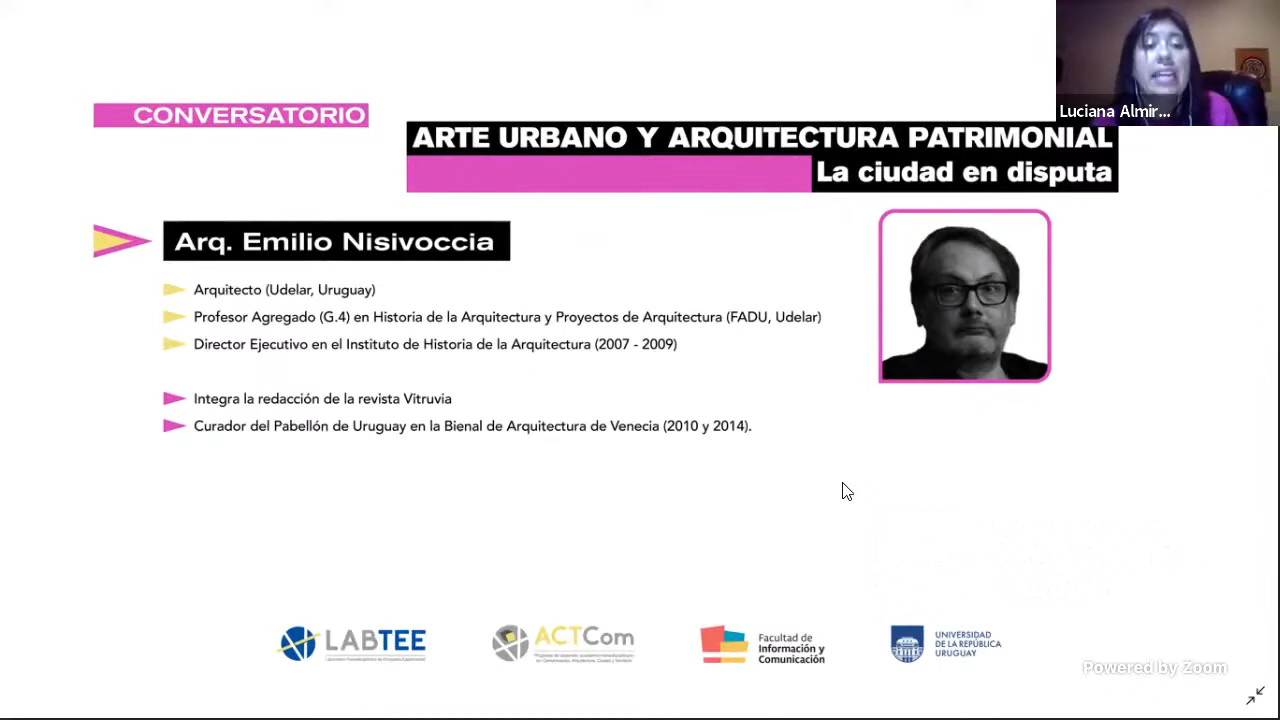 CONVERSATORIO
ARTE URBANO Y ARQUITECTURA PATRIMONIAL
La ciudad en disputa
Luciana Almir...
Arq. Emilio Nisivoccia
Arquitecto (Udelar, Uruguay)
Profesor Agregado (G.4) en Historia de la Arquitectura y Proyectos de Arquitectura (FADU, Udelar)
Director Ejecutivo en el Instituto de Historia de la Arquitectura (2007 - 2009)
Integra la redacción de la revista Vitruvia
Curador del Pabellón de Uruguay en la Bienal de Arquitectura de Venecia (2010 y 2014).
LABTEE
ACTCom
Facultad de
Información y
Comunicación
UNIVERSIDAD
DE LA REPÚBLICA
URUGUAY
Powered by Zoom